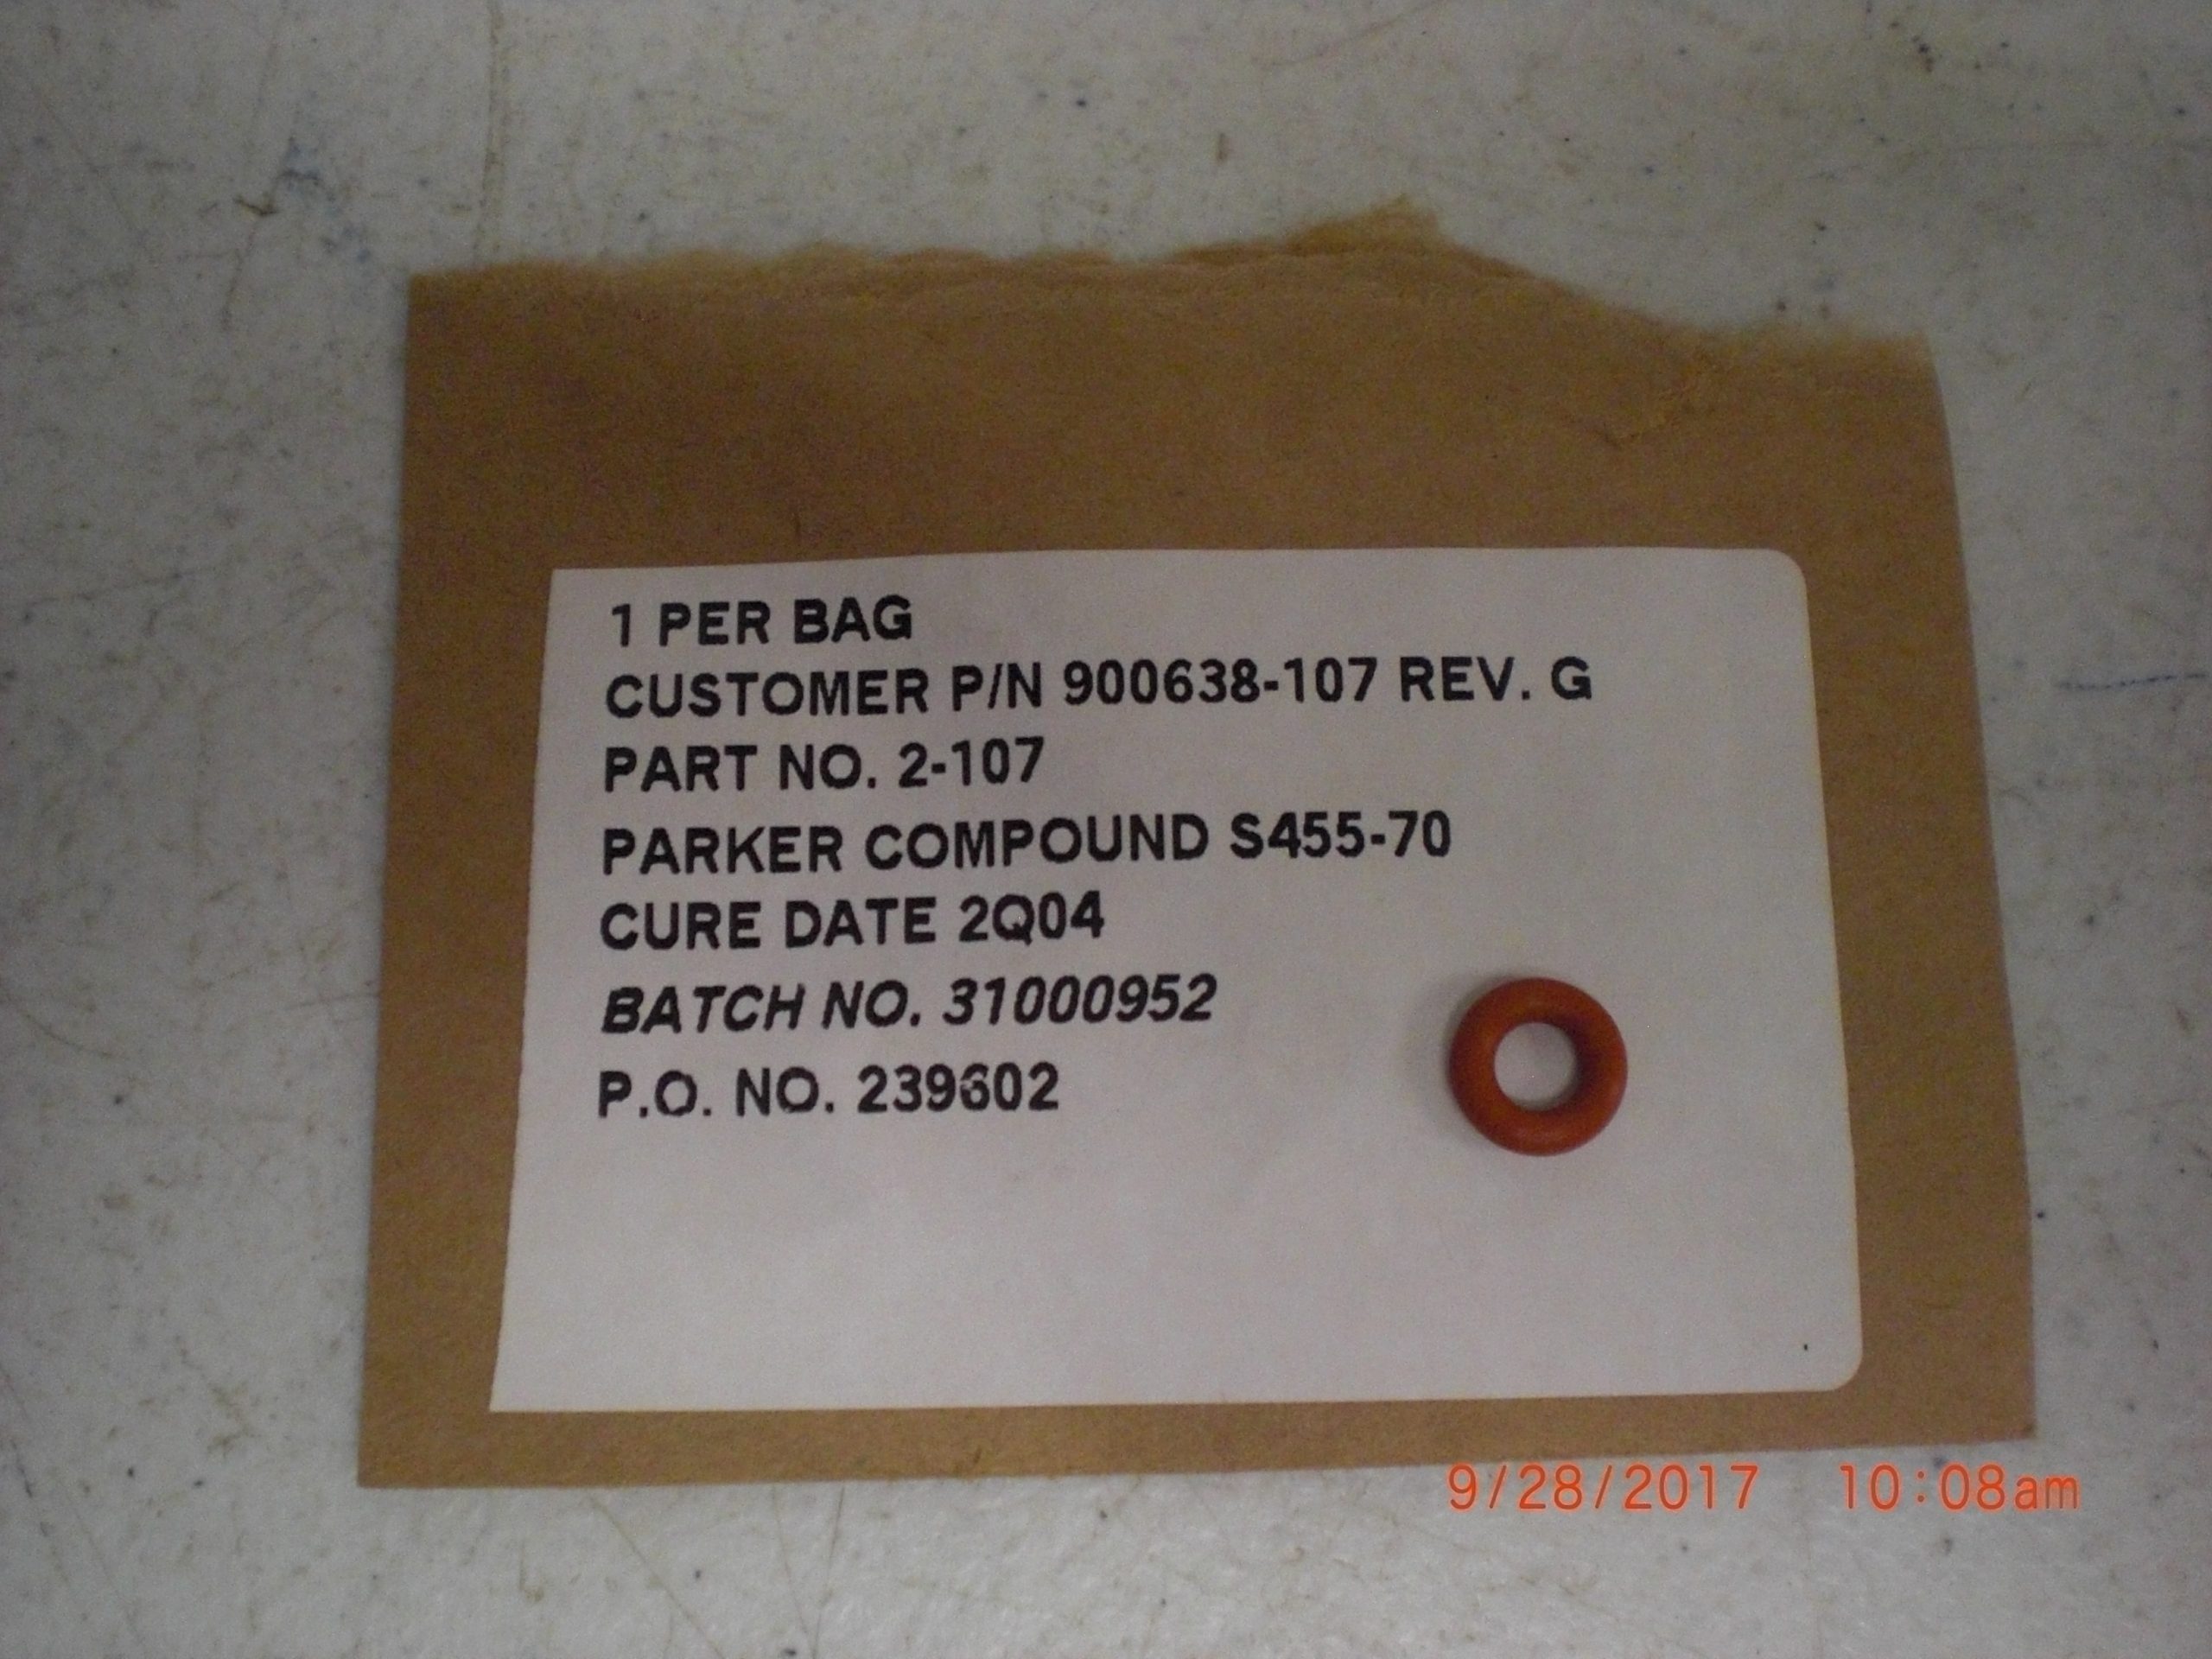 1 PER BAG
CUSTOMER P/N 900638-107 REV. G
PART NO. 2-107
PARKER COMPOUND S455-70
CURE DATE 2Q04
BATCH NO. 31000952
P.O. NO. 239602
9/28/2017 10:08am